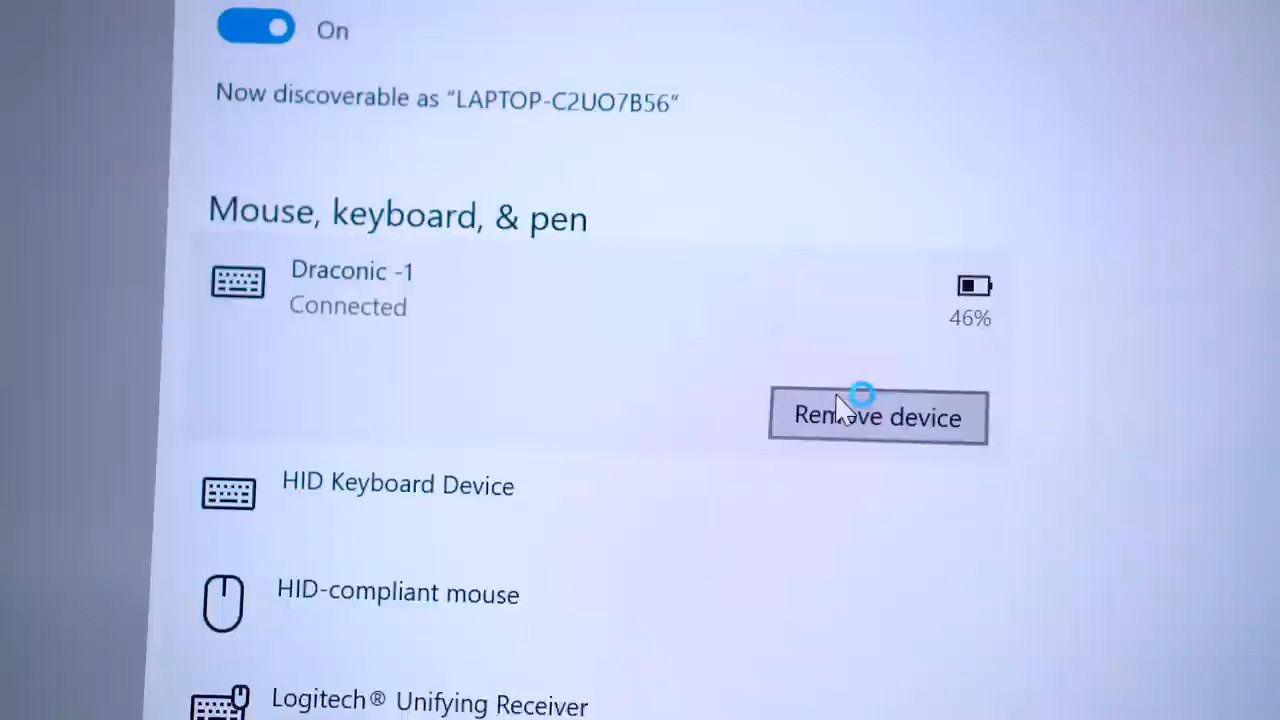 On
Now discoverable as “LAPTOP-C2UO7B56”
Mouse, keyboard, & pen
Draconic -1
Connected
46%
Remove device
HID Keyboard Device
HID-compliant mouse
Logitech® Unifying Receiver